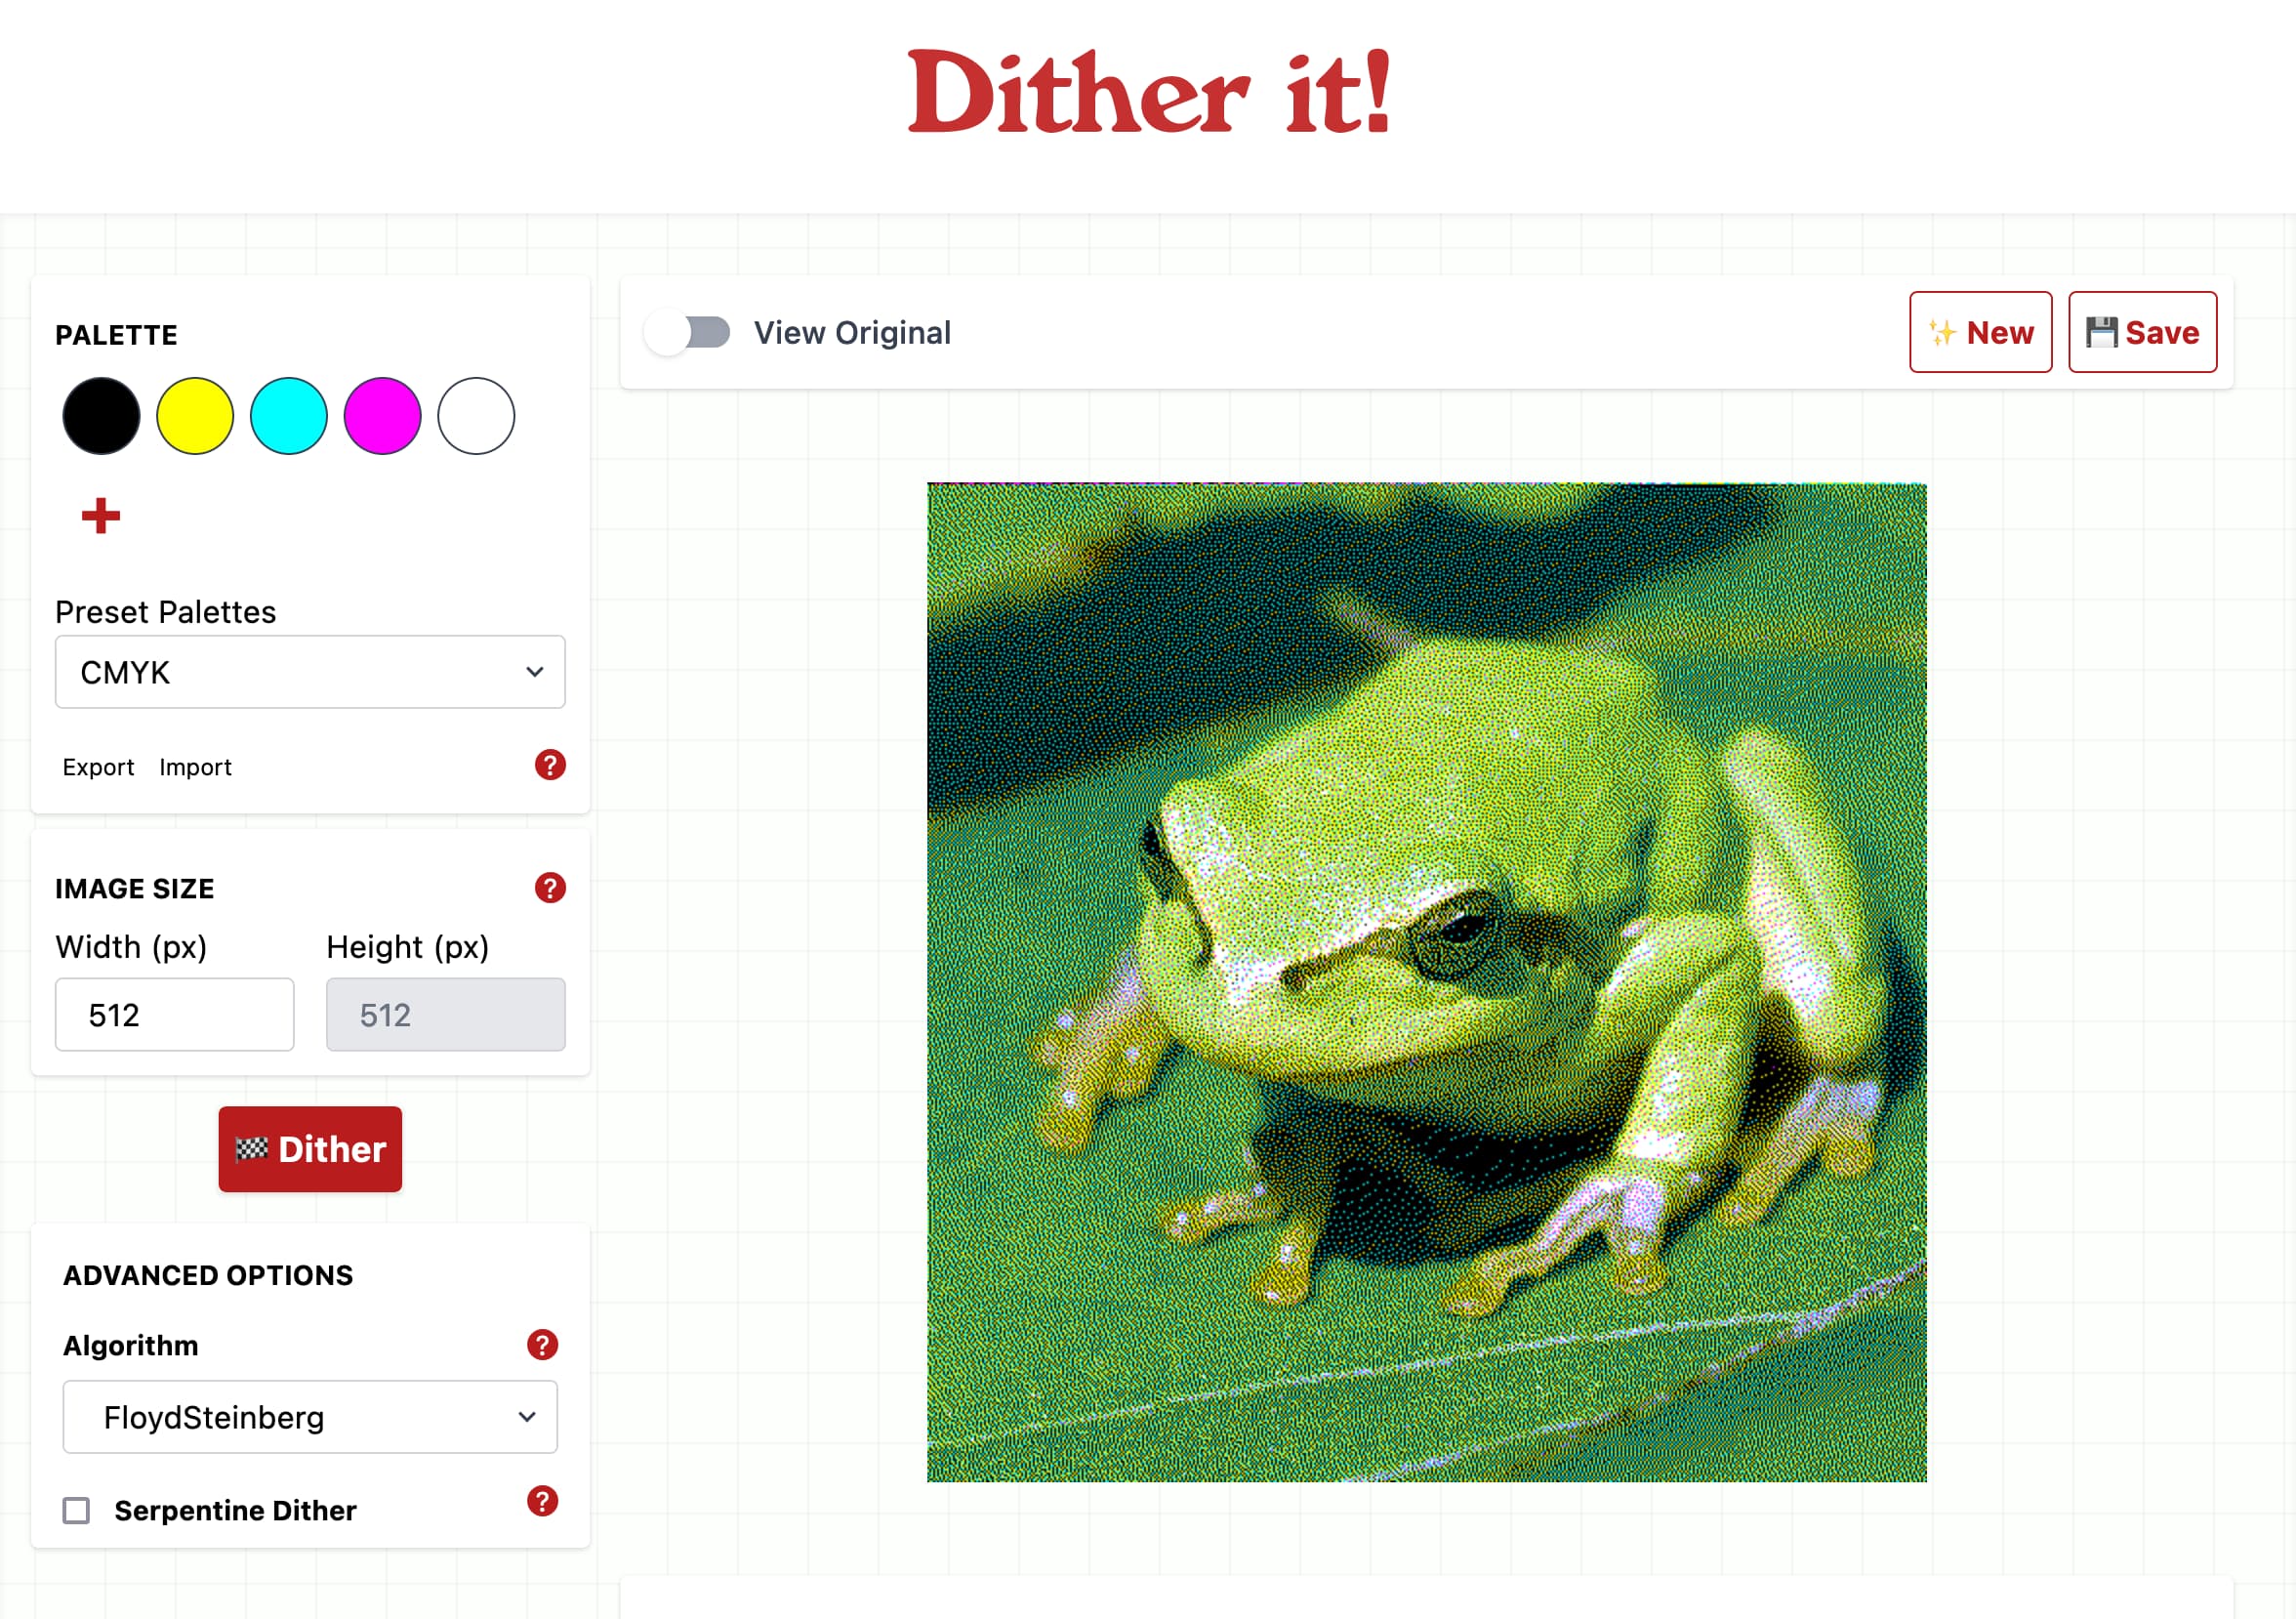 Dither it!
PALETTE
Preset Palettes
CMYK
Export Import
?
IMAGE SIZE
?
Width (px) Height (px)
512 512
Dither
ADVANCED OPTIONS
Algorithm
?
FloydSteinberg
Serpentine Dither
?
View Original
New
Save